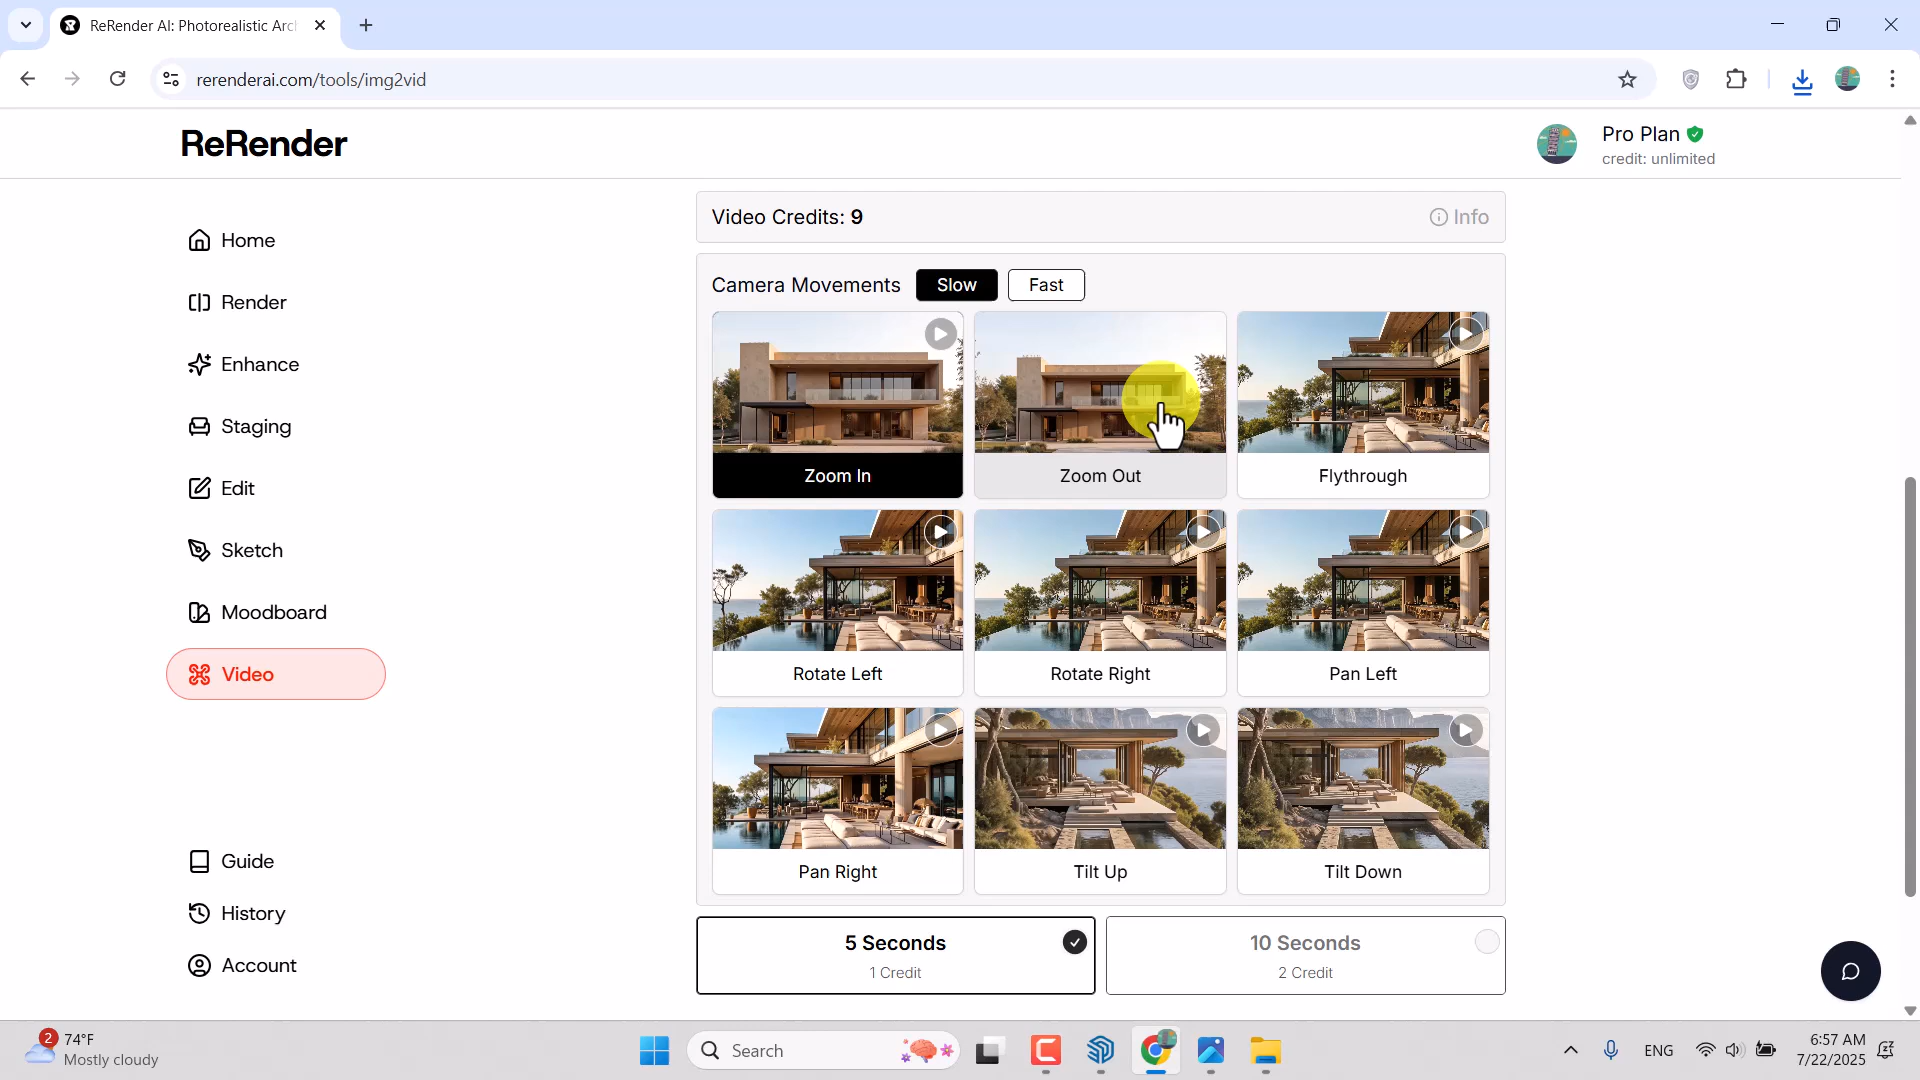 ReRender AI: Photorealistic Arc
rerenderai.com/tools/img2vid
ReRender
Pro Plan
credit: unlimited
Home
Render
Enhance
Staging
Edit
Sketch
Moodboard
Video
Guide
History
Account
Video Credits: 9
Info
Camera Movements
Slow
Fast
Zoom In
Zoom Out
Flythrough
Rotate Left
Rotate Right
Pan Left
Pan Right
Tilt Up
Tilt Down
5 Seconds
1 Credit
10 Seconds
2 Credit
2
74°F
Mostly cloudy
Search
ENG
6:57 AM
7/22/2025